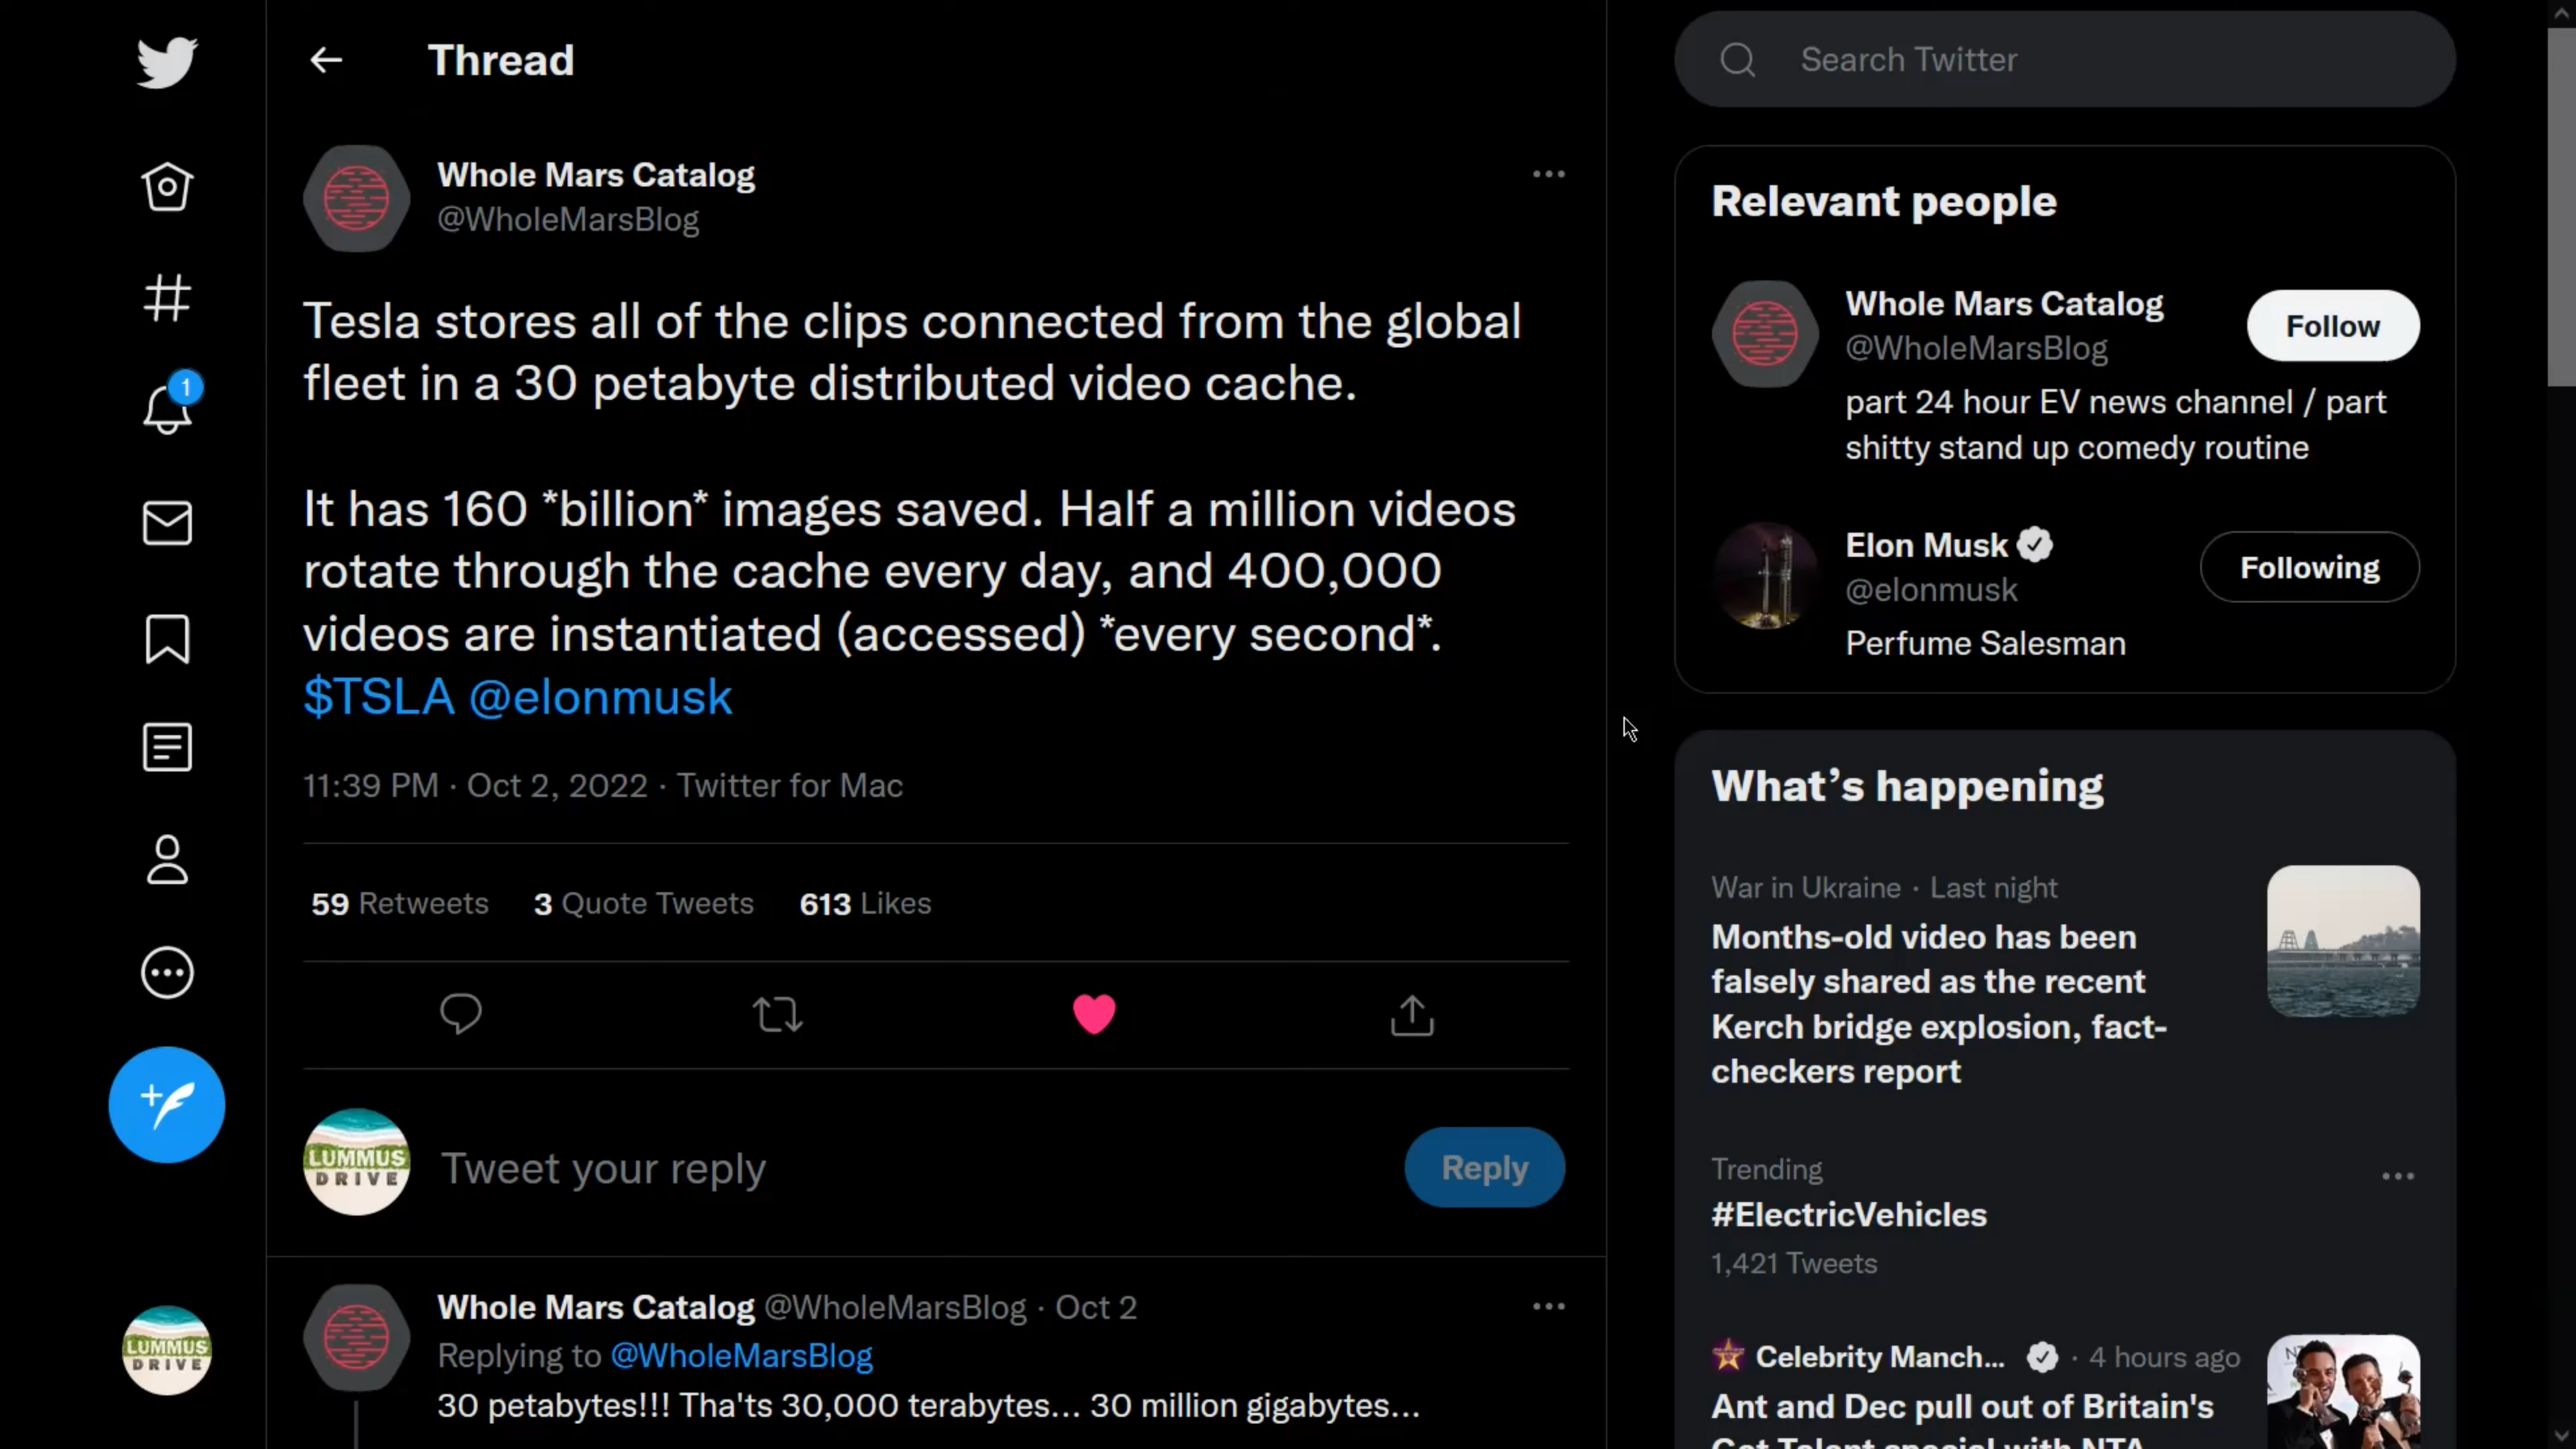 Thread
Whole Mars Catalog
@WholeMarsBlog
Tesla stores all of the clips connected from the global
fleet in a 30 petabyte distributed video cache.
It has 160 *billion* images saved. Half a million videos
rotate through the cache every day, and 400,000
videos are instantiated (accessed) *every second*.
$TSLA @elonmusk
11:39 PM · Oct 2, 2022 · Twitter for Mac
59 Retweets 3 Quote Tweets 613 Likes
LUMMUS
DRIVE
Tweet your reply
Reply
Whole Mars Catalog @WholeMarsBlog · Oct 2
Replying to @WholeMarsBlog
30 petabytes!!! Tha'ts 30,000 terabytes... 30 million gigabytes...
1
LUMMUS
DRIVE
Search Twitter
Relevant people
Whole Mars Catalog
@WholeMarsBlog
Follow
part 24 hour EV news channel / part
shitty stand up comedy routine
Elon Musk
@elonmusk
Following
Perfume Salesman
What's happening
War in Ukraine · Last night
Months-old video has been
falsely shared as the recent
Kerch bridge explosion, fact-
checkers report
Trending
#ElectricVehicles
1,421 Tweets
Celebrity Manch... · 4 hours ago
Ant and Dec pull out of Britain's
Got Talent special with NTA